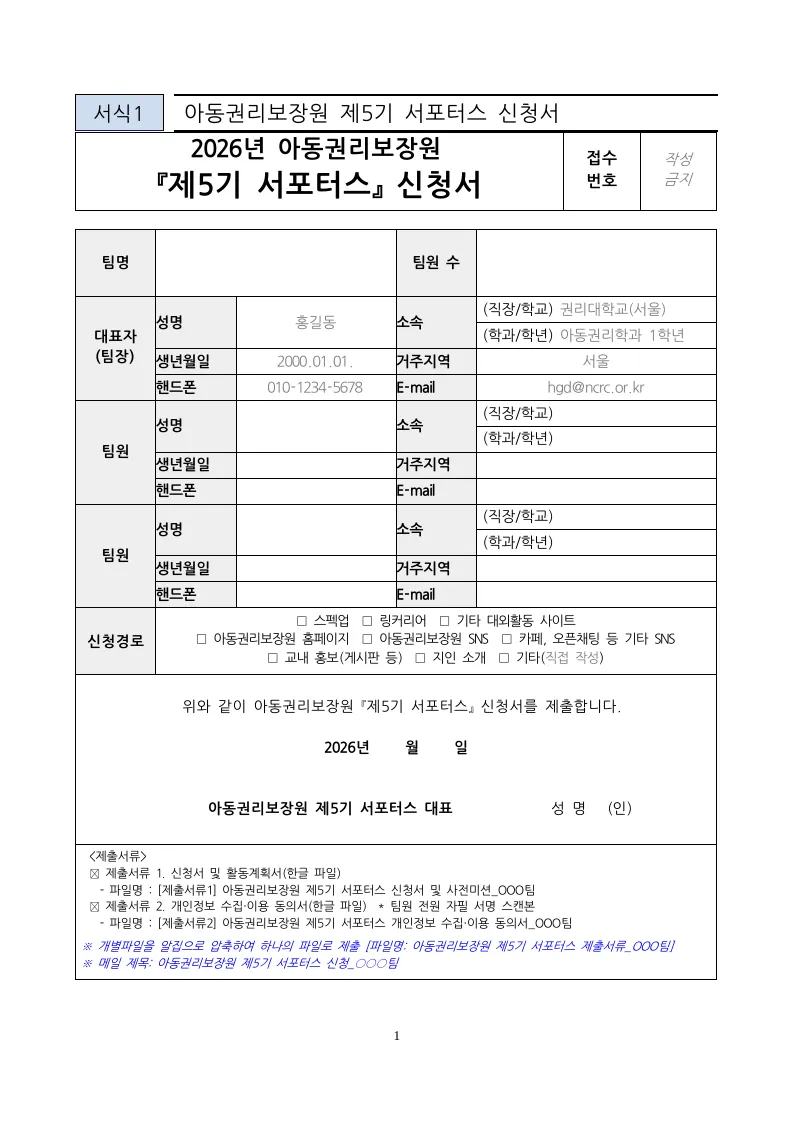 서식1 아동권리보장원 제5기 서포터스 신청서
2026년 아동권리보장원
『제5기 서포터스』 신청서
접수
번호
작성
금지
팀명 팀원 수
대표자
(팀장)
성명 홍길동 소속 (직장/학교) 권리대학교(서울)
(학과/학년) 아동권리학과 1학년
생년월일 2000.01.01. 거주지역 서울
핸드폰 010-1234-5678 E-mail hgd@ncrc.or.kr
팀원
성명 소속 (직장/학교)
(학과/학년)
생년월일 거주지역
핸드폰 E-mail
팀원
성명 소속 (직장/학교)
(학과/학년)
생년월일 거주지역
핸드폰 E-mail
신청경로
□ 스펙업 □ 링커리어 □ 기타 대외활동 사이트
□ 아동권리보장원 홈페이지 □ 아동권리보장원 SNS □ 카페, 오픈채팅 등 기타 SNS
□ 교내 홍보(게시판 등) □ 지인 소개 □ 기타(직접 작성)
위와 같이 아동권리보장원 『제5기 서포터스』 신청서를 제출합니다.
2026년 월 일
아동권리보장원 제5기 서포터스 대표 성 명 (인)
<제출서류>
☒ 제출서류 1. 신청서 및 활동계획서(한글 파일)
- 파일명 : [제출서류1] 아동권리보장원 제5기 서포터스 신청서 및 사전미션_OOO팀
☒ 제출서류 2. 개인정보 수집·이용 동의서(한글 파일) * 팀원 전원 자필 서명 스캔본
- 파일명 : [제출서류2] 아동권리보장원 제5기 서포터스 개인정보 수집·이용 동의서_OOO팀
※ 개별파일을 알집으로 압축하여 하나의 파일로 제출 [파일명: 아동권리보장원 제5기 서포터스 제출서류_OOO팀]
※ 메일 제목: 아동권리보장원 제5기 서포터스 신청_○○○팀
1